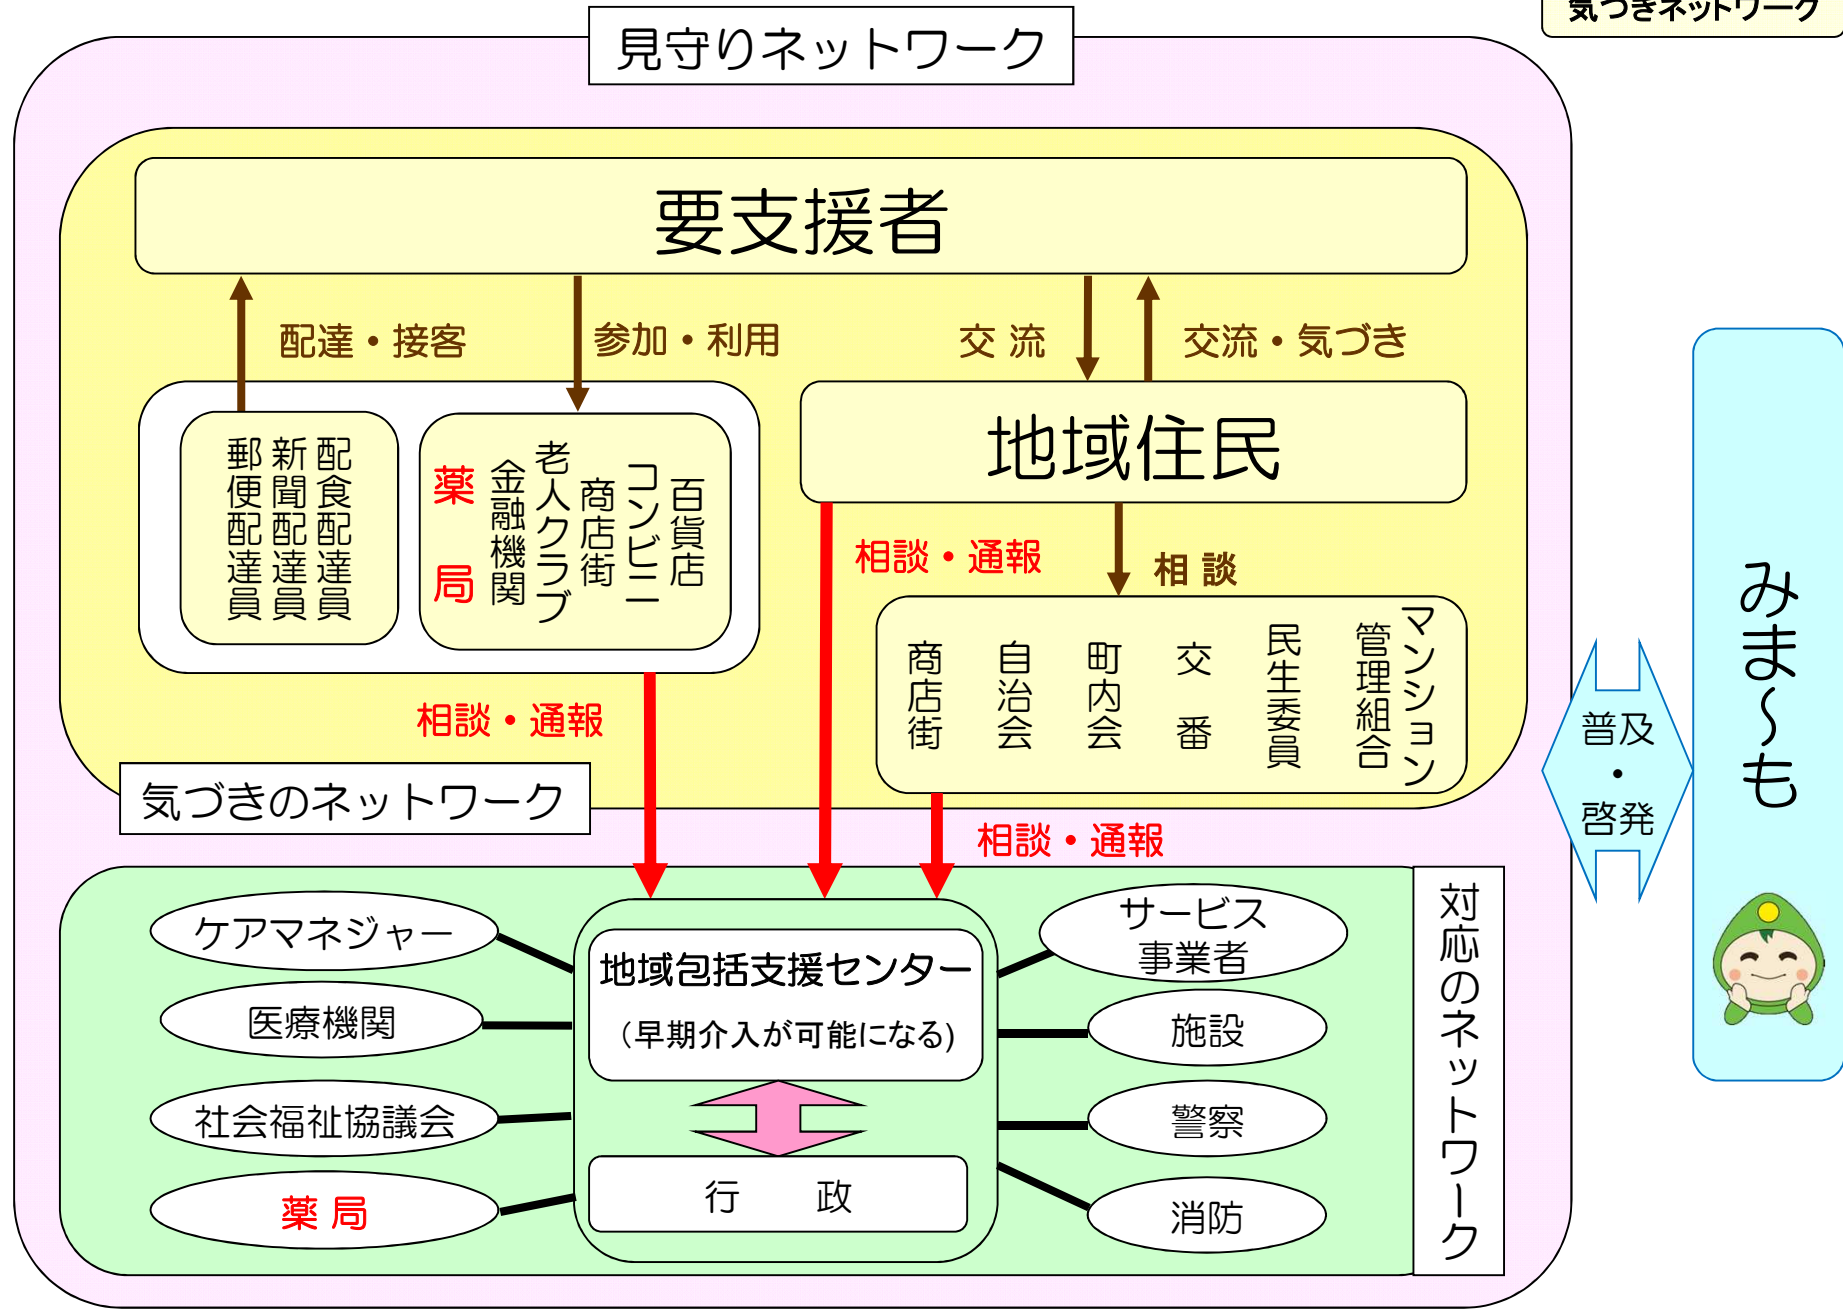 気づきネットワーク
見守りネットワーク
要支援者
配達・接客
参加・利用
交 流
交流・気づき
郵便配達員
新聞配達員
配食配達員
薬 局
金融機関
老人クラブ
商店街
コンビニ
百貨店
地域住民
相談・通報
相 談
商店街
自治会
町内会
交 番
民生委員
マンション
管理組合
相談・通報
気づきのネットワーク
相談・通報
対応のネットワーク
ケアマネジャー
医療機関
社会福祉協議会
薬 局
地域包括支援センター
(早期介入が可能になる)
行 政
サービス
事業者
施設
警察
消防
普及
・
啓発
みま~も